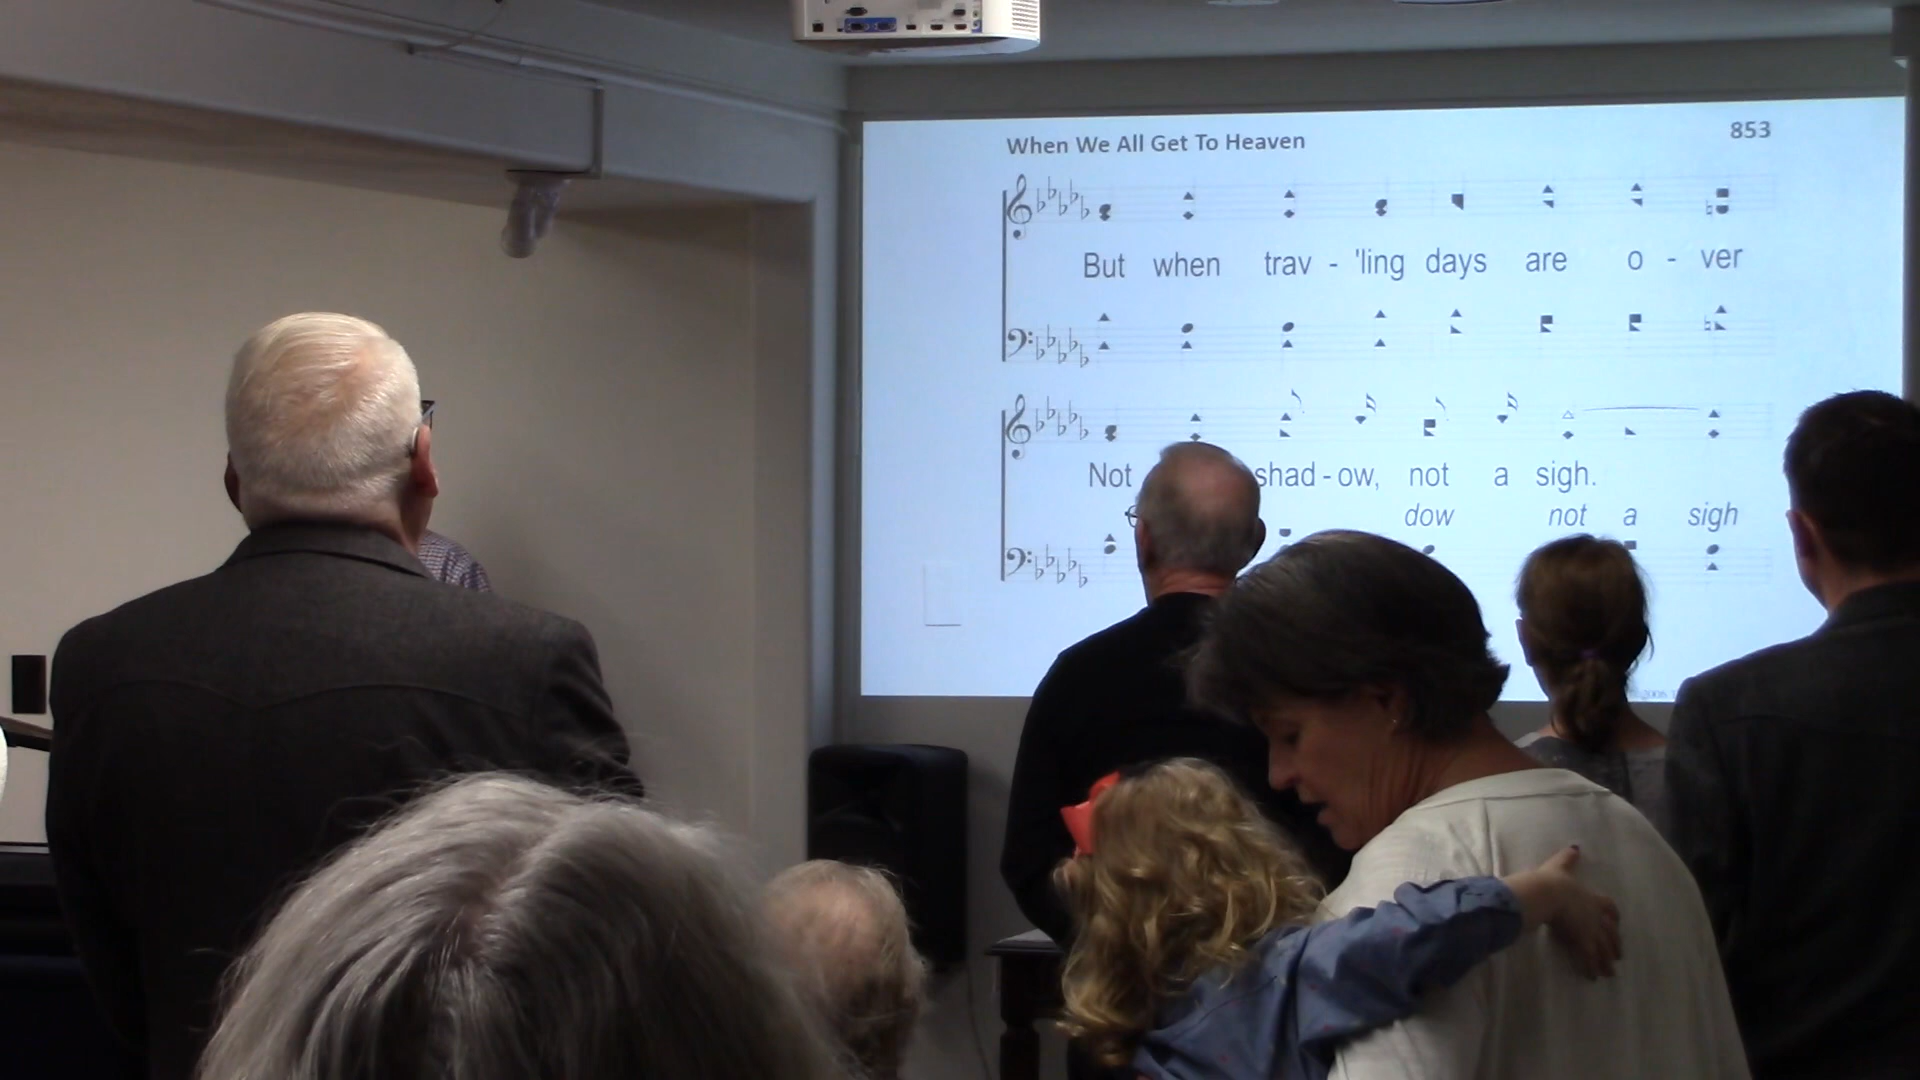 When We All Get To Heaven 853
But when trav - 'ling days are o - ver
Not shad - ow, not a sigh.
dow not a sigh